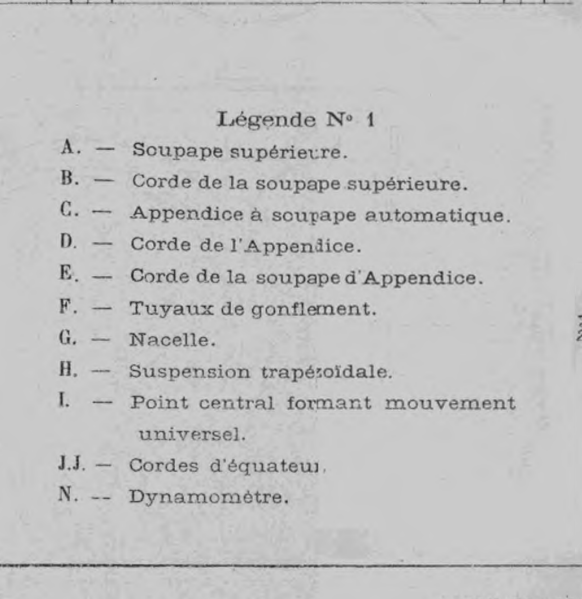 Légende Nº 1
A. — Soupape supérieure.
B. — Corde de la soupape supérieure.
C. — Appendice à soupape automatique.
D. — Corde de l'Appendice.
E. — Corde de la soupape d'Appendice.
F. — Tuyaux de gonflement.
G. — Nacelle.
H. — Suspension trapézoïdale.
I. — Point central formant mouvement
universel.
J.J. — Cordes d'équateur.
N. -- Dynamomètre.